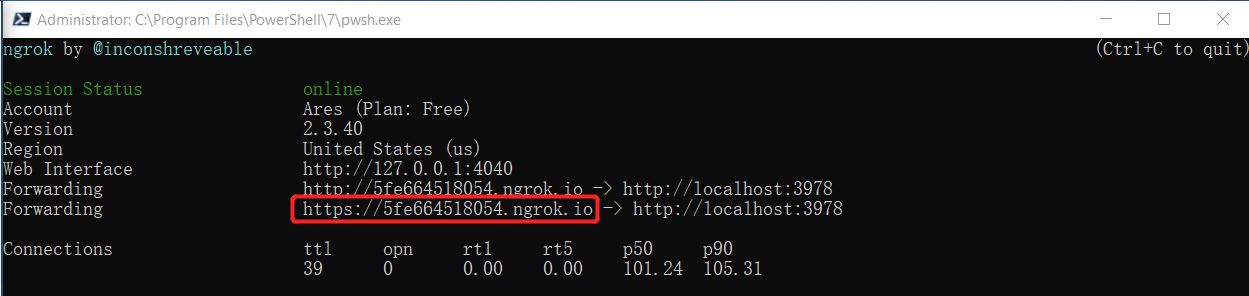 Administrator: C:\Program Files\PowerShell\7\pwsh.exe
ngrok by @inconshreveable (Ctrl+C to quit)
Session Status online
Account Ares (Plan: Free)
Version 2.3.40
Region United States (us)
Web Interface http://127.0.0.1:4040
Forwarding http://5fe664518054.ngrok.io -> http://localhost:3978
Forwarding https://5fe664518054.ngrok.io -> http://localhost:3978
Connections ttl opn rt1 rt5 p50 p90
39 0 0.00 0.00 101.24 105.31